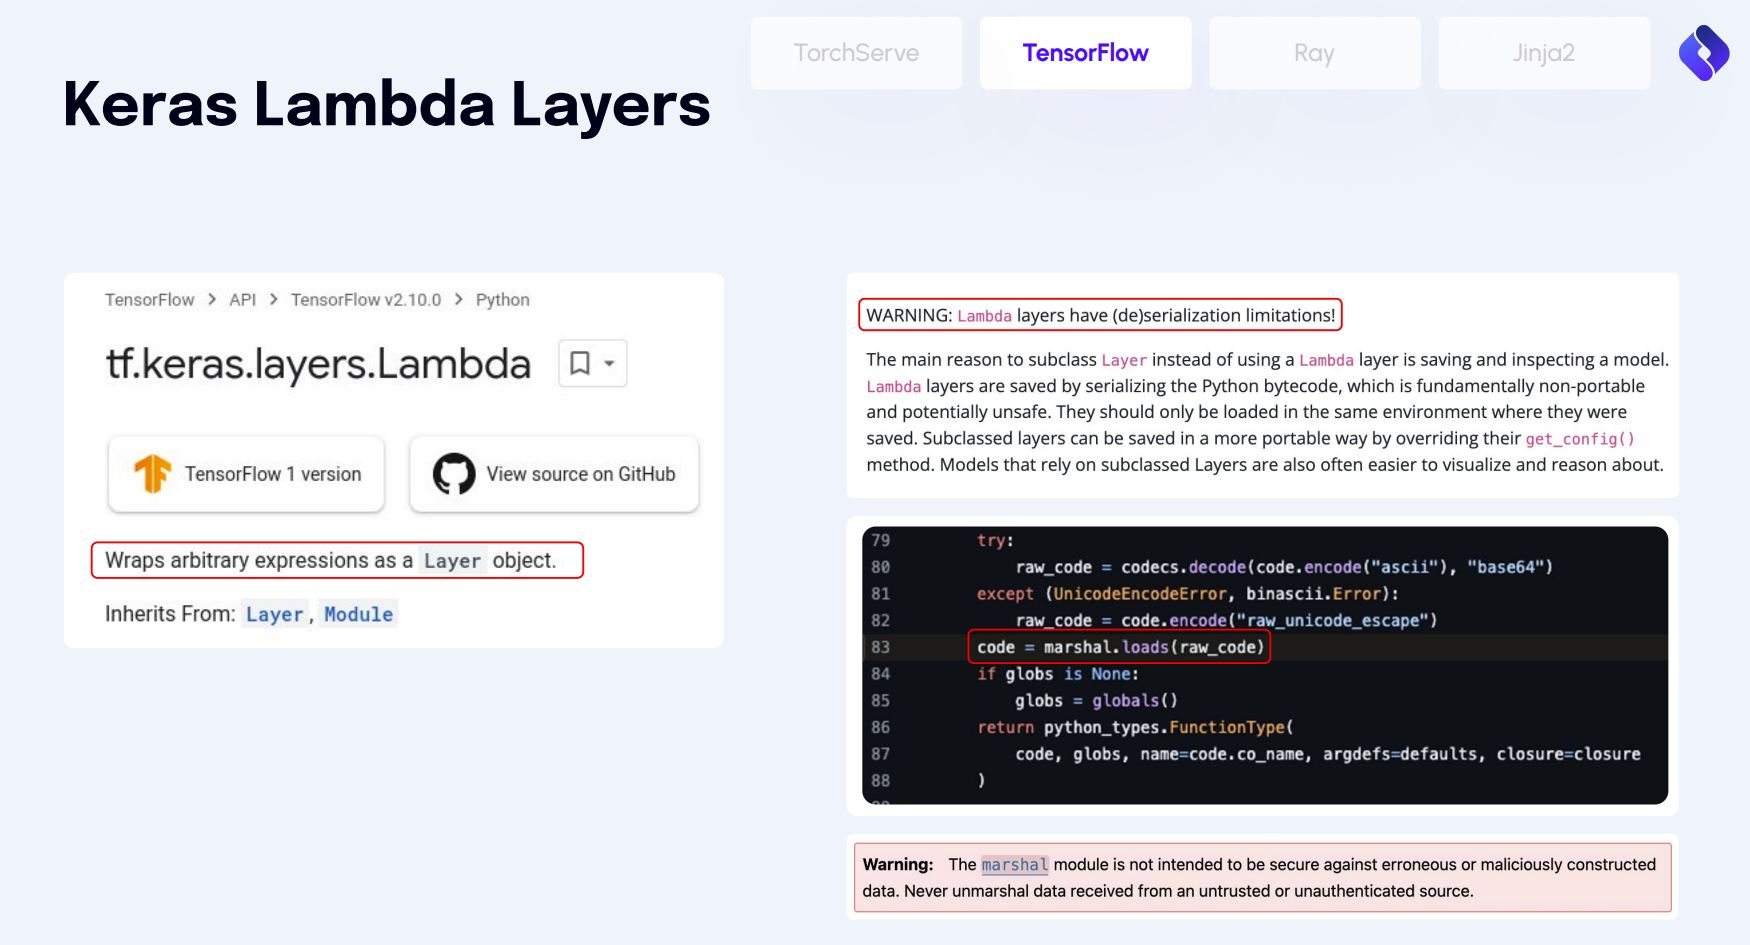 TorchServe
TensorFlow
Ray
Jinja2
Keras Lambda Layers
TensorFlow > API > TensorFlow v2.10.0 > Python
tf.keras.layers.Lambda
TensorFlow 1 version
View source on GitHub
Wraps arbitrary expressions as a Layer object.
Inherits From: Layer, Module
WARNING: Lambda layers have (de)serialization limitations!
The main reason to subclass Layer instead of using a Lambda layer is saving and inspecting a model.
Lambda layers are saved by serializing the Python bytecode, which is fundamentally non-portable
and potentially unsafe. They should only be loaded in the same environment where they were
saved. Subclassed layers can be saved in a more portable way by overriding their get_config()
method. Models that rely on subclassed Layers are also often easier to visualize and reason about.
79 try:
80 raw_code = codecs.decode(code.encode("ascii"), "base64")
81 except (UnicodeEncodeError, binascii.Error):
82 raw_code = code.encode("raw_unicode_escape")
83 code = marshal.loads(raw_code)
84 if globs is None:
85 globs = globals()
86 return python_types.FunctionType(
87 code, globs, name=code.co_name, argdefs=defaults, closure=closure
88 )
Warning: The marshal module is not intended to be secure against erroneous or maliciously constructed
data. Never unmarshal data received from an untrusted or unauthenticated source.